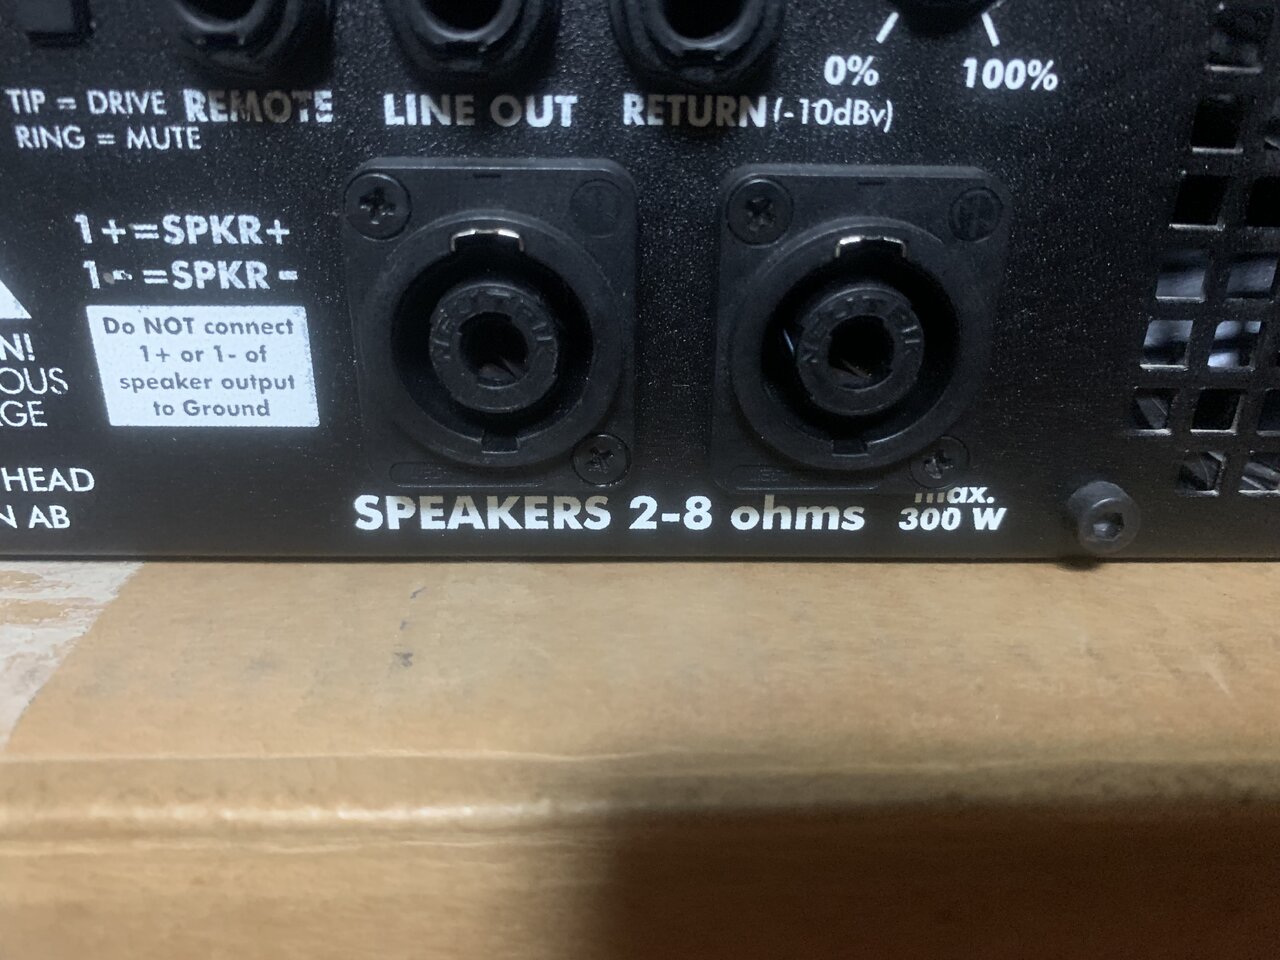 0% 100%
TIP = DRIVE REMOTE LINE OUT RETURN (-10dBv)
RING = MUTE
1+=SPKR+
1- =SPKR-
Do NOT connect
1+ or 1- of
speaker output
to Ground
N!
OUS
GE
HEAD
N AB
SPEAKERS 2-8 ohms max.
300 W